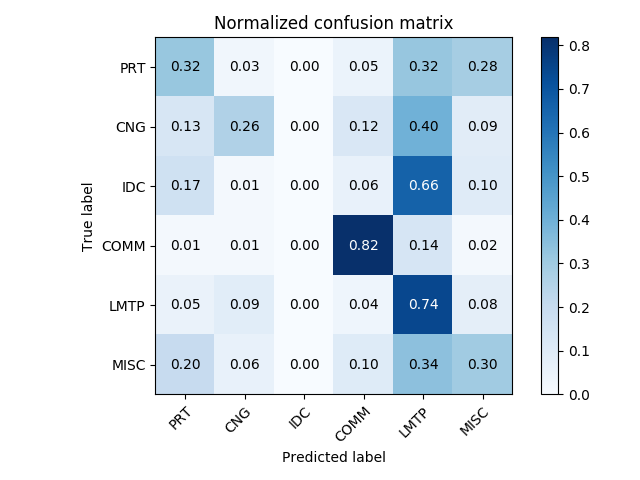 Normalized confusion matrix
True label
PRT 0.32 0.03 0.00 0.05 0.32 0.28
CNG 0.13 0.26 0.00 0.12 0.40 0.09
IDC 0.17 0.01 0.00 0.06 0.66 0.10
COMM 0.01 0.01 0.00 0.82 0.14 0.02
LMTP 0.05 0.09 0.00 0.04 0.74 0.08
MISC 0.20 0.06 0.00 0.10 0.34 0.30
PRT CNG IDC COMM LMTP MISC
Predicted label
0.8
0.7
0.6
0.5
0.4
0.3
0.2
0.1
0.0